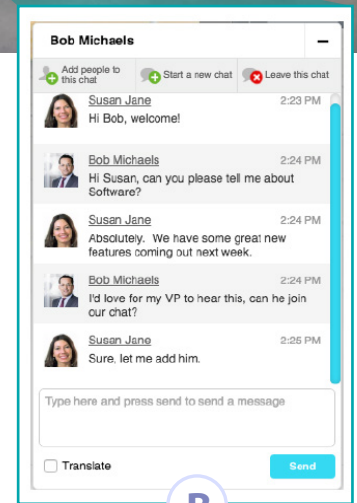 Bob Michaels
Add people to
this chat
Start a new chat
Leave this chat
Susan Jane 2:23 PM
Hi Bob, welcome!
Bob Michaels 2:24 PM
Hi Susan, can you please tell me about
Software?
Susan Jane 2:24 PM
Absolutely. We have some great new
features coming out next week.
Bob Michaels 2:24 PM
I'd love for my VP to hear this, can he join
our chat?
Susan Jane 2:25 PM
Sure, let me add him.
Type here and press send to send a message
Translate
Send